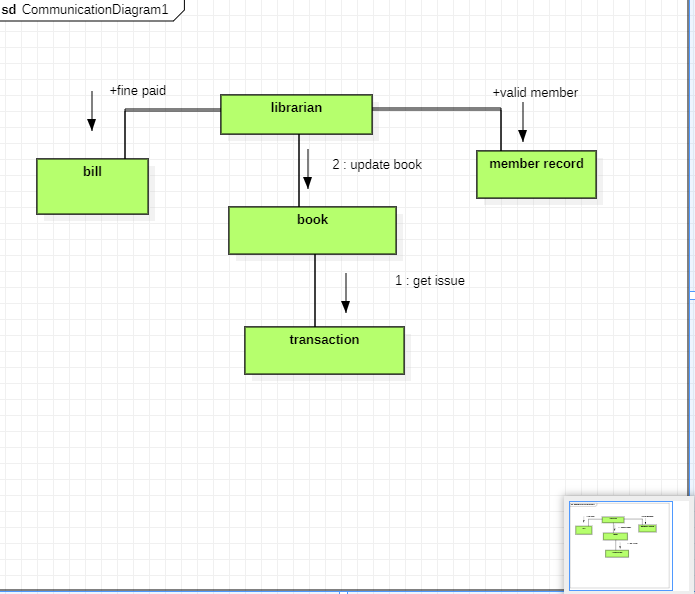 sd CommunicationDiagram1
+fine paid
librarian
+valid member
bill
2 : update book
member record
book
1 : get issue
transaction